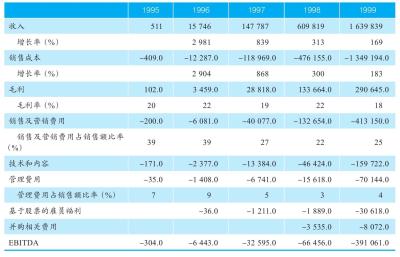 1995 1996 1997 1998 1999
收入 511 15 746 147 787 609 819 1 639 839
增长率（%） 2 981 839 313 169
销售成本 -409.0 -12 287.0 -118 969.0 -476 155.0 -1 349 194.0
增长率（%） 2 904 868 300 183
毛利 102.0 3 459.0 28 818.0 133 664.0 290 645.0
毛利率（%） 20 22 19 22 18
销售及营销费用 -200.0 -6 081.0 -40 077.0 -132 654.0 -413 150.0
销售及营销费用占销售额比率
（%） 39 39 27 22 25
技术和内容 -171.0 -2 377.0 -13 384.0 -46 424.0 -159 722.0
管理费用 -35.0 -1 408.0 -6 741.0 -15 618.0 -70 144.0
管理费用占销售额比率（%） 7 9 5 3 4
基于股票的雇员福利 -36.0 -1 211.0 -1 889.0 -30 618.0
并购相关费用 -3 535.0 -8 072.0
EBITDA -304.0 -6 443.0 -32 595.0 -66 456.0 -391 061.0